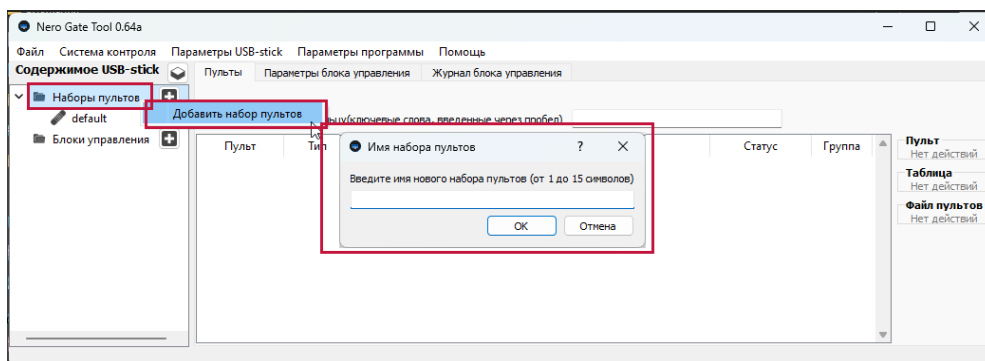 Nero Gate Tool 0.64a
Файл Система контроля Параметры USB-stick Параметры программы Помощь
Содержимое USB-stick
Пульты Параметры блока управления Журнал блока управления
Наборы пультов
default
Блоки управления
Добавить набор пультов
(ключевые слова, введенные через пробел)
Пульт Тип Статус Группа
Имя набора пультов ?
Введите имя нового набора пультов (от 1 до 15 символов)
OK Отмена
Пульт
Нет действий
Таблица
Нет действий
Файл пультов
Нет действий